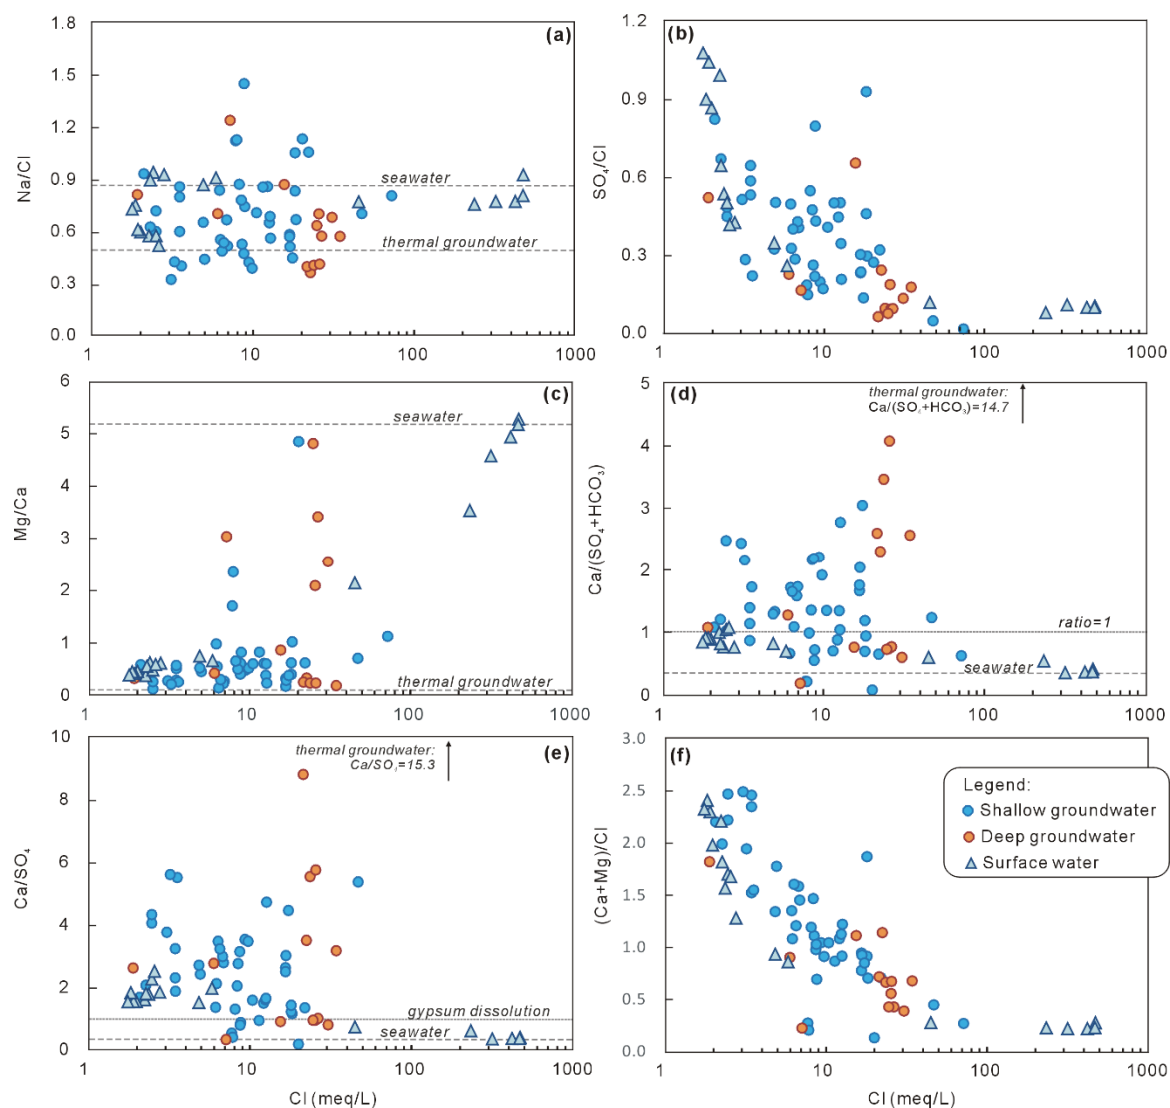 (a)
1.8
1.5
1.2
0.9
0.6
0.3
0.0
Na/Cl
seawater
thermal groundwater
1
10
100
1000
(b)
1.2
0.9
0.6
0.3
0.0
SO₄/Cl
1
10
100
1000
(c)
6
5
4
3
2
1
0
Mg/Ca
seawater
thermal groundwater
1
10
100
1000
(d)
5
4
3
2
1
0
Ca/(SO₄+HCO₃)
thermal groundwater:
Ca/(SO₄+HCO₃)=14.7
ratio=1
seawater
1
10
100
1000
(e)
10
8
6
4
2
0
Ca/SO₄
thermal groundwater:
Ca/SO₄=15.3
gypsum dissolution
seawater
1
10
100
1000
Cl (meq/L)
(f)
3.0
2.5
2.0
1.5
1.0
0.5
0.0
(Ca+Mg)/Cl
Legend:
Shallow groundwater
Deep groundwater
Surface water
1
10
100
1000
Cl (meq/L)